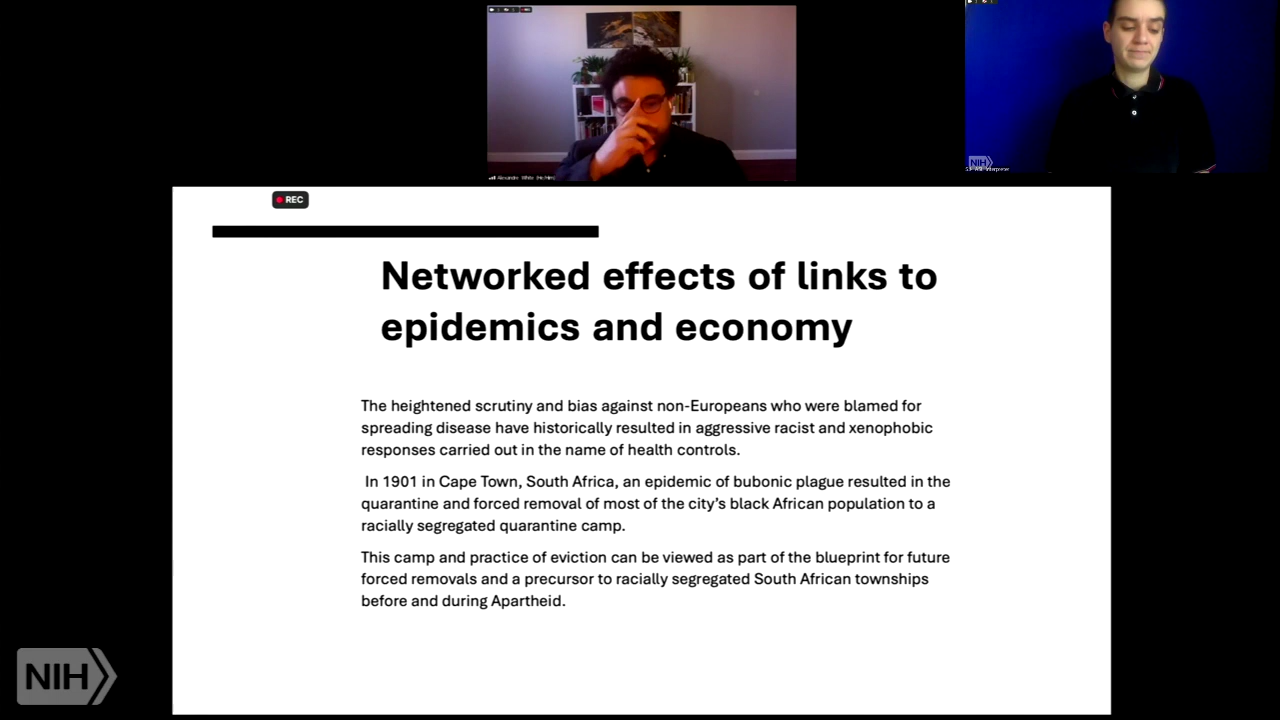 Alexandre White (He/Him)
NIH
REC
Networked effects of links to
epidemics and economy
The heightened scrutiny and bias against non-Europeans who were blamed for
spreading disease have historically resulted in aggressive racist and xenophobic
responses carried out in the name of health controls.
In 1901 in Cape Town, South Africa, an epidemic of bubonic plague resulted in the
quarantine and forced removal of most of the city’s black African population to a
racially segregated quarantine camp.
This camp and practice of eviction can be viewed as part of the blueprint for future
forced removals and a precursor to racially segregated South African townships
before and during Apartheid.
NIH